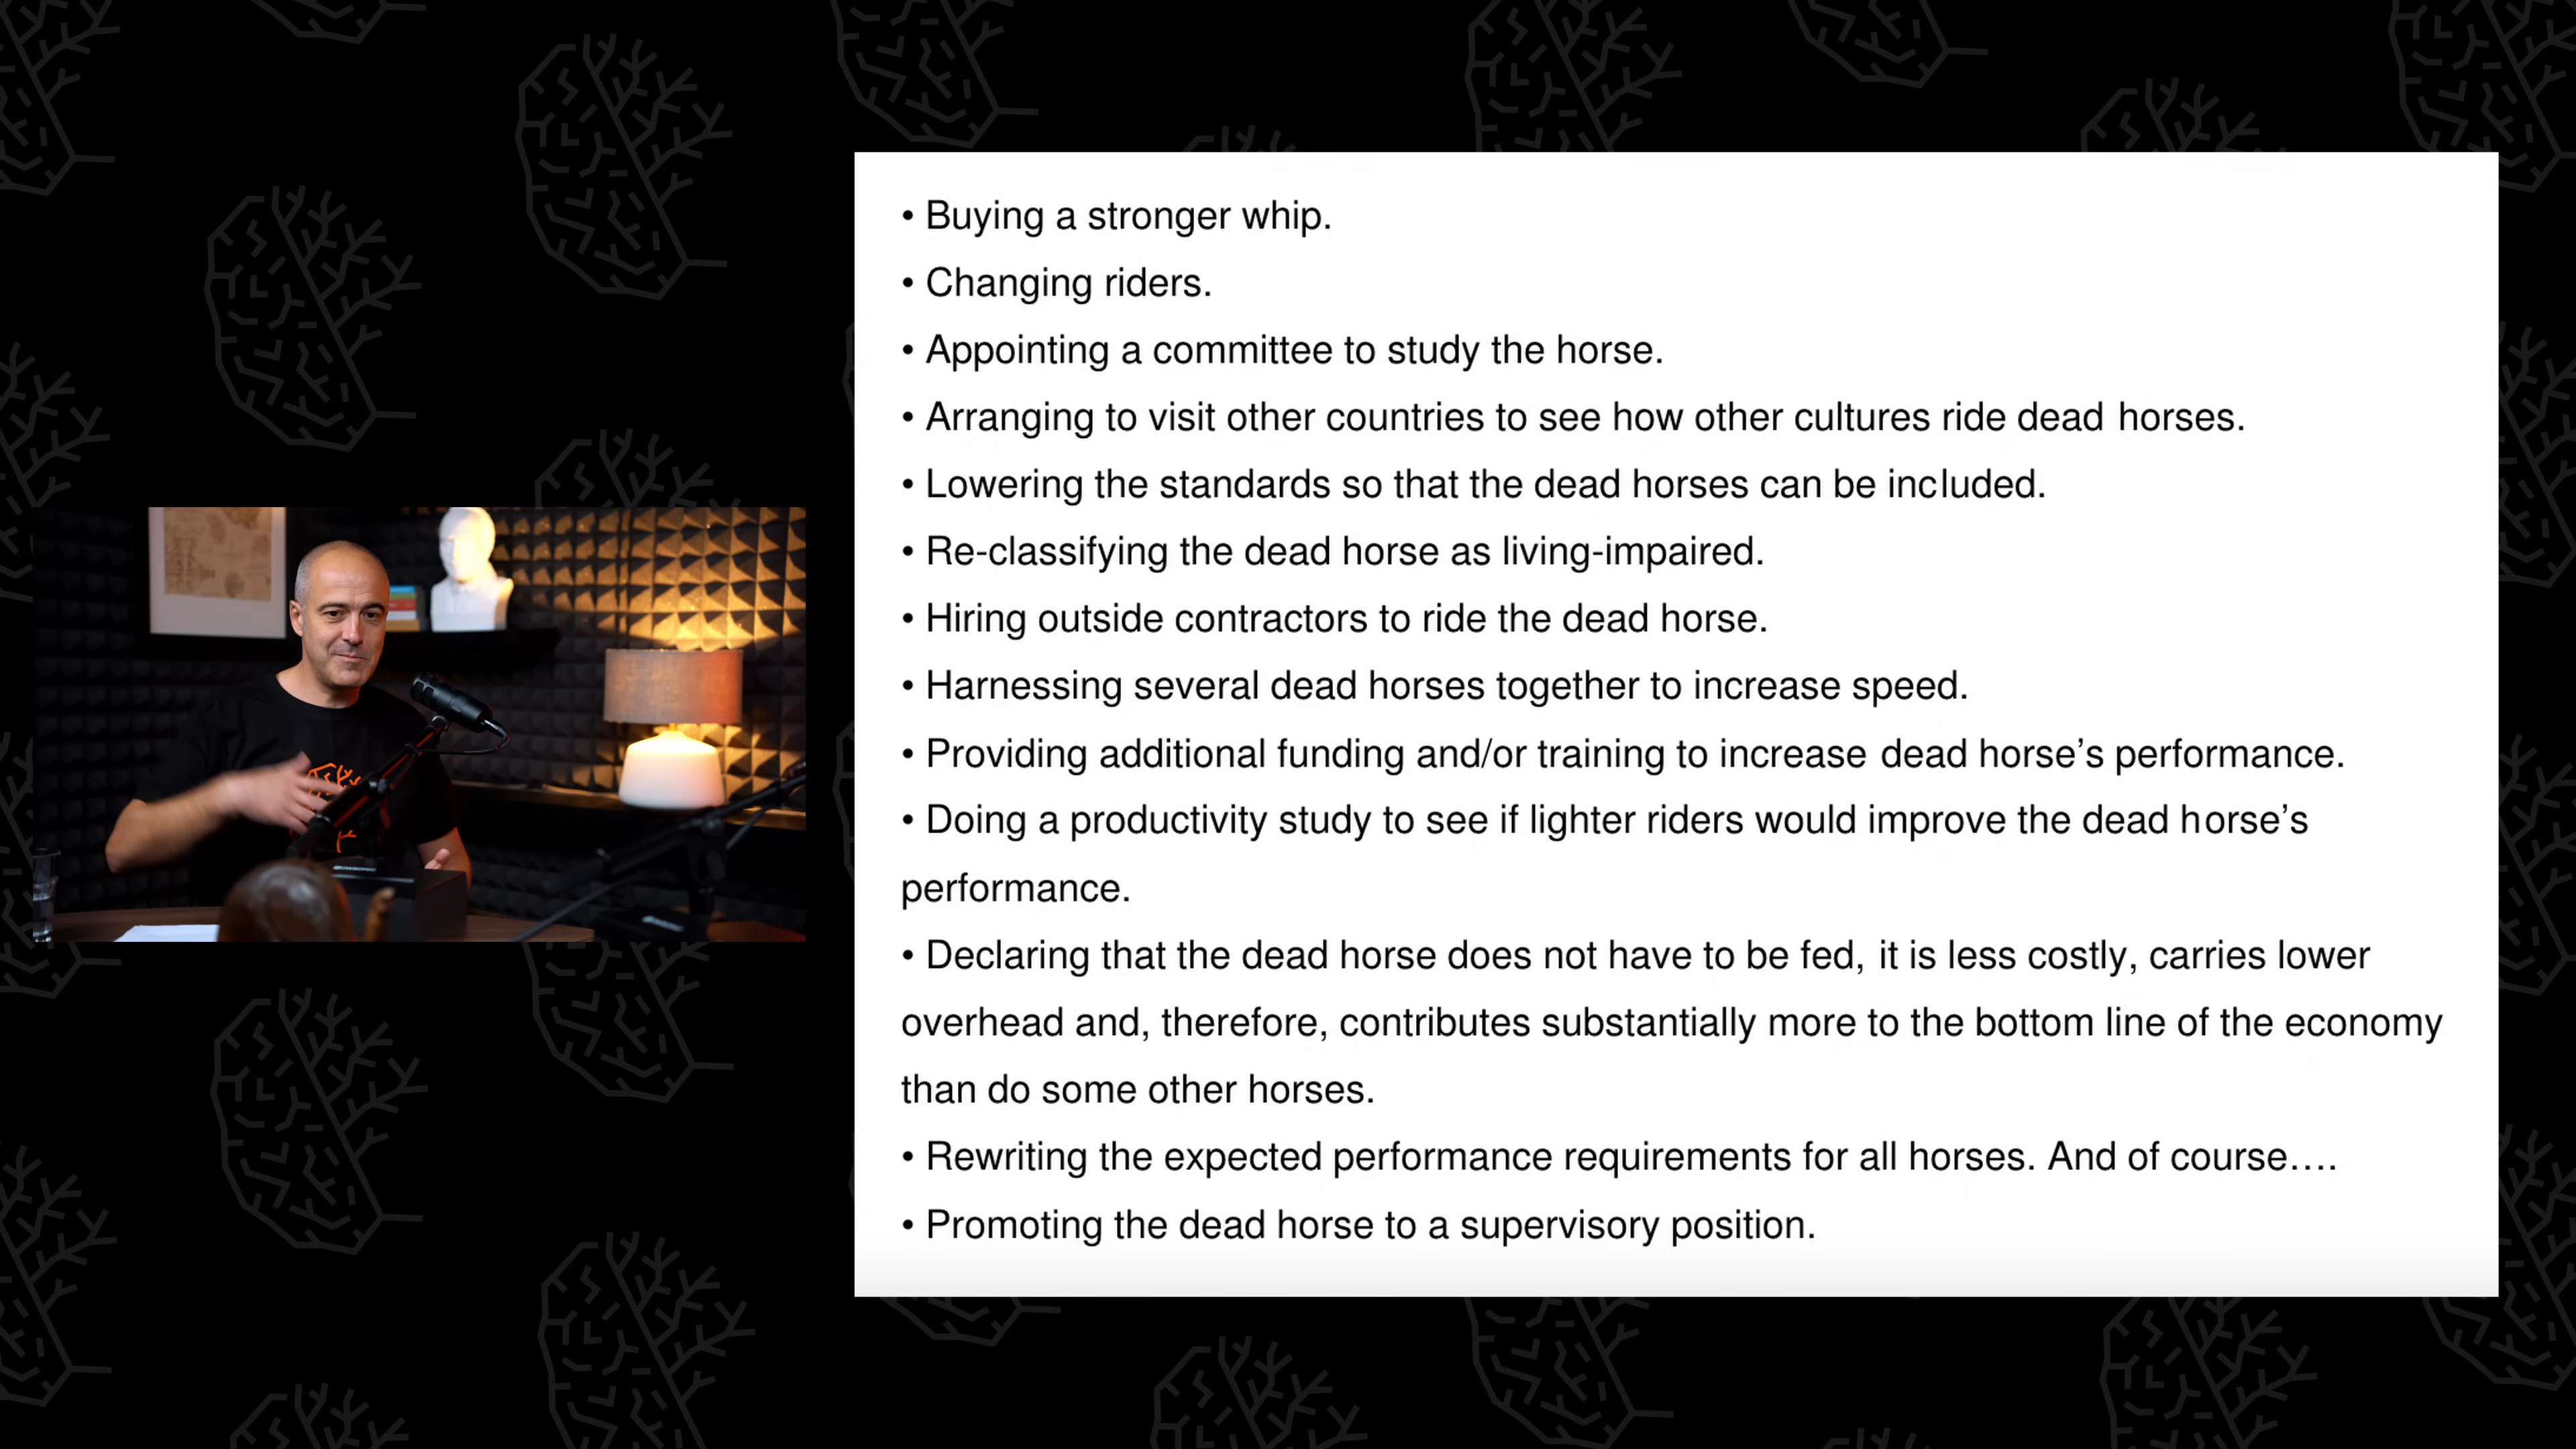 • Buying a stronger whip.
• Changing riders.
• Appointing a committee to study the horse.
• Arranging to visit other countries to see how other cultures ride dead horses.
• Lowering the standards so that the dead horses can be included.
• Re-classifying the dead horse as living-impaired.
• Hiring outside contractors to ride the dead horse.
• Harnessing several dead horses together to increase speed.
• Providing additional funding and/or training to increase dead horse’s performance.
• Doing a productivity study to see if lighter riders would improve the dead horse’s
performance.
• Declaring that the dead horse does not have to be fed, it is less costly, carries lower
overhead and, therefore, contributes substantially more to the bottom line of the economy
than do some other horses.
• Rewriting the expected performance requirements for all horses. And of course….
• Promoting the dead horse to a supervisory position.